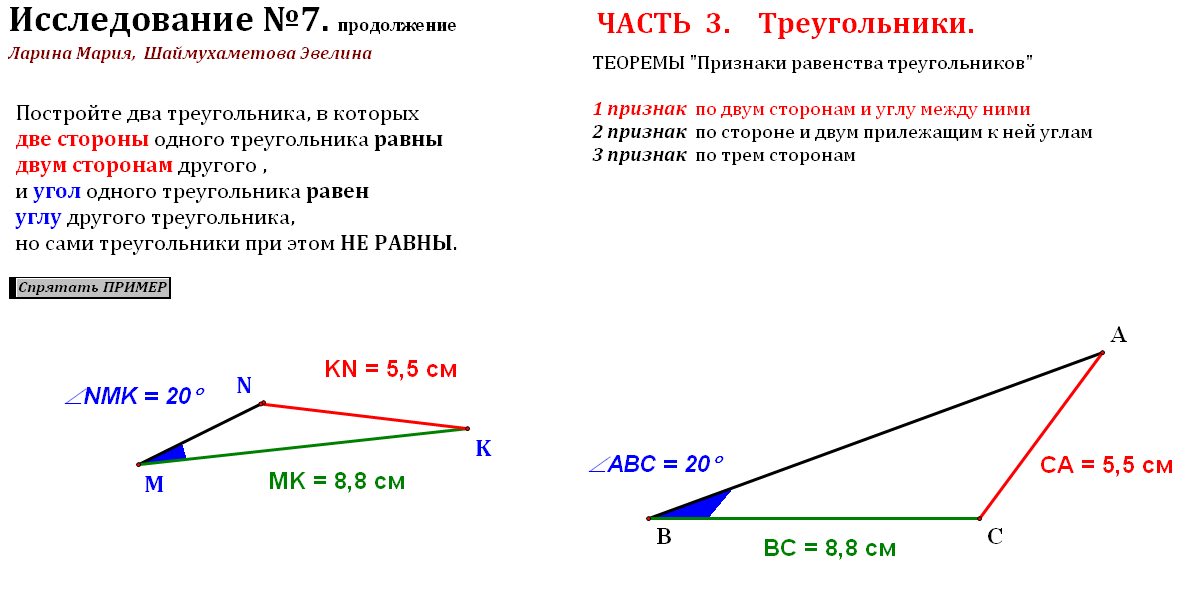 Исследование №7. продолжение
Ларина Мария, Шаймухаметова Эвелина
Постройте два треугольника, в которых
две стороны одного треугольника равны
двум сторонам другого ,
и угол одного треугольника равен
углу другого треугольника,
но сами треугольники при этом НЕ РАВНЫ.
Спрятать ПРИМЕР
ЧАСТЬ 3. Треугольники.
ТЕОРЕМЫ "Признаки равенства треугольников"
1 признак по двум сторонам и углу между ними
2 признак по стороне и двум прилежащим к ней углам
3 признак по трем сторонам
KN = 5,5 см
∠NMK = 20°
N
K
M
MK = 8,8 см
A
∠ABC = 20°
CA = 5,5 см
B
C
BC = 8,8 см